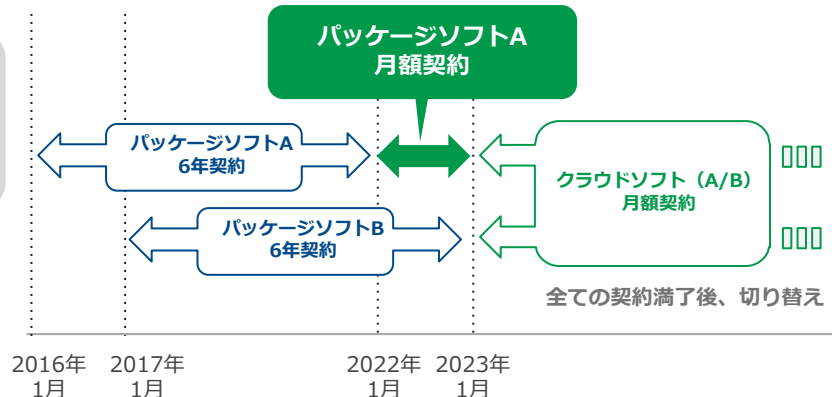 パッケージソフトA
月額契約
パッケージソフトA
6年契約
クラウドソフト（A/B）
月額契約
パッケージソフトB
6年契約
全ての契約満了後、切り替え
2016年
1月
2017年
1月
2022年
1月
2023年
1月